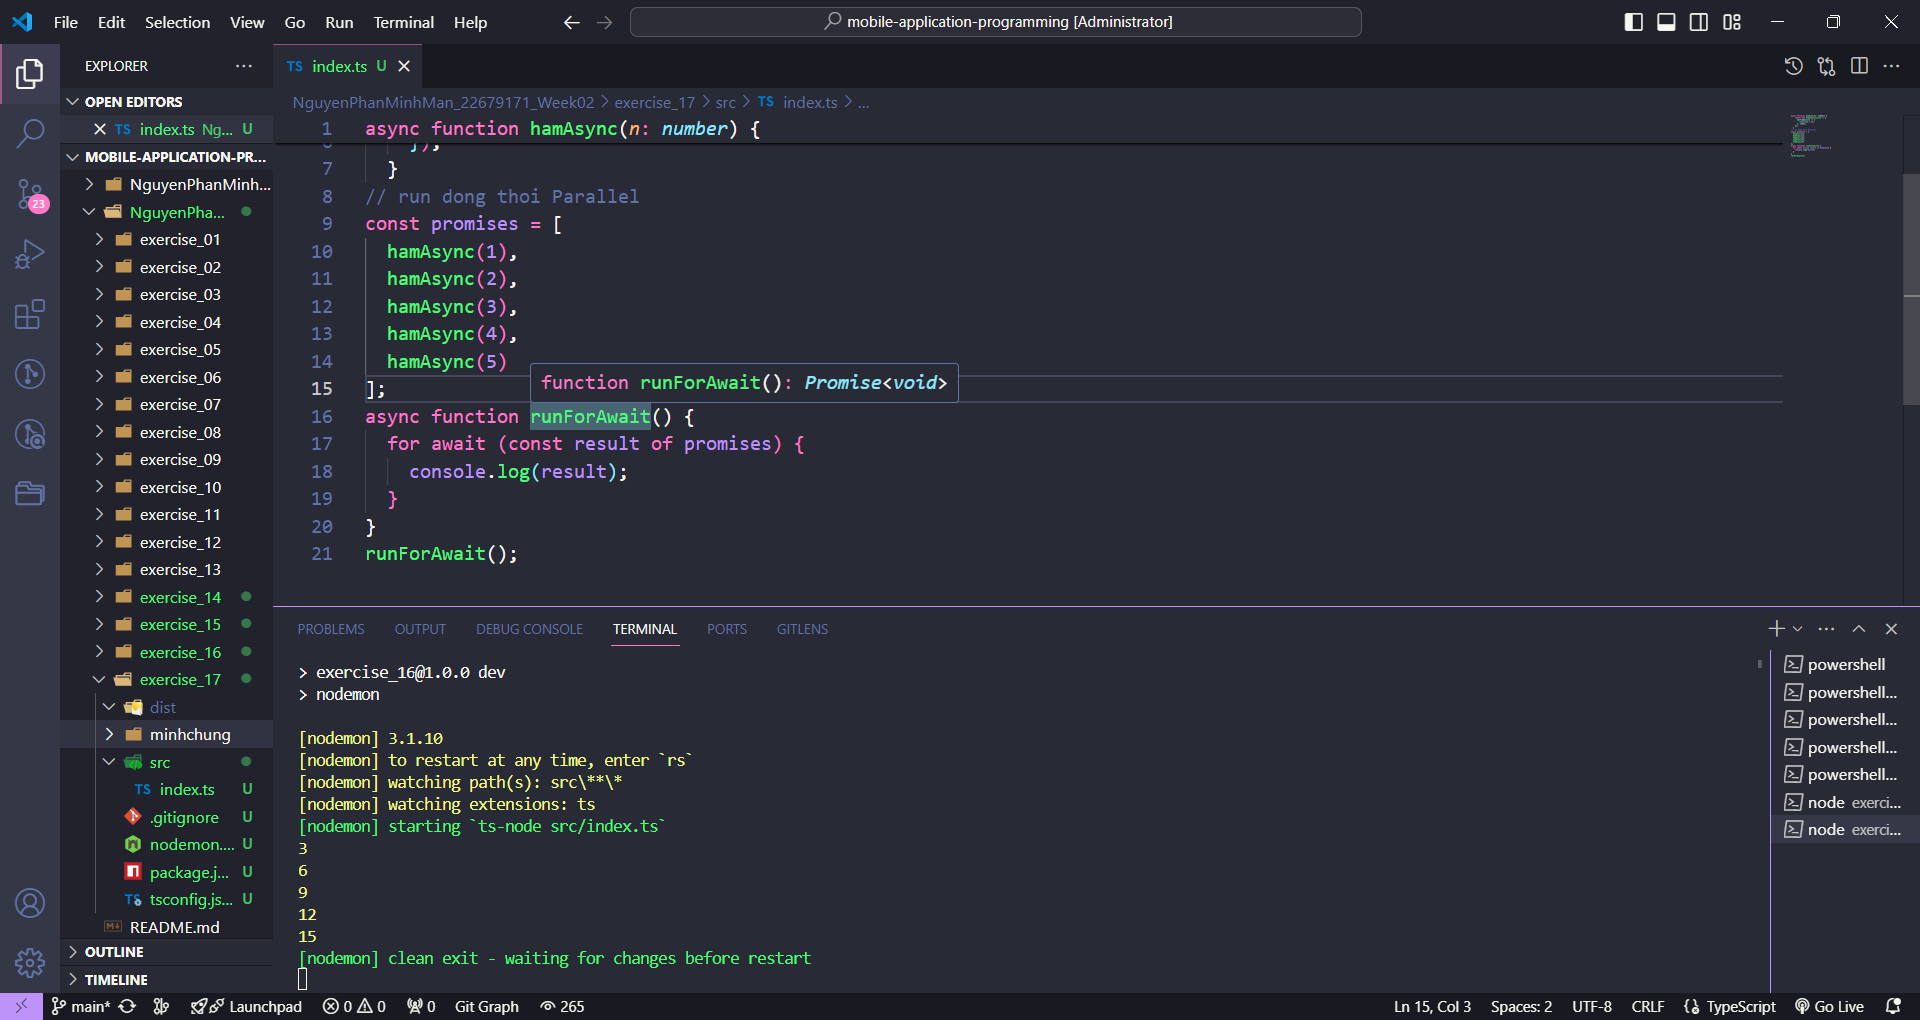 File Edit Selection View Go Run Terminal Help
mobile-application-programming [Administrator]
EXPLORER
OPEN EDITORS
TS index.ts Ng... U
MOBILE-APPLICATION-PR...
NguyenPhanMinh...
NguyenPha...
exercise_01
exercise_02
exercise_03
exercise_04
exercise_05
exercise_06
exercise_07
exercise_08
exercise_09
exercise_10
exercise_11
exercise_12
exercise_13
exercise_14
exercise_15
exercise_16
exercise_17
dist
minhchung
src
TS index.ts U
.gitignore U
nodemon.... U
package.j... U
TS tsconfig.js... U
README.md
OUTLINE
TIMELINE
23
TS index.ts U
NguyenPhanMinhMan_22679171_Week02 > exercise_17 > src > TS index.ts > ...
1 async function hamAsync(n: number) {
7 }
8 // run dong thoi Parallel
9 const promises = [
10 hamAsync(1),
11 hamAsync(2),
12 hamAsync(3),
13 hamAsync(4),
14 hamAsync(5)
function runForAwait(): Promise<void>
15 ];
16 async function runForAwait() {
17 for await (const result of promises) {
18 console.log(result);
19 }
20 }
21 runForAwait();
PROBLEMS OUTPUT DEBUG CONSOLE TERMINAL PORTS GITLENS
> exercise_16@1.0.0 dev
> nodemon
[nodemon] 3.1.10
[nodemon] to restart at any time, enter `rs`
[nodemon] watching path(s): src\**\*
[nodemon] watching extensions: ts
[nodemon] starting `ts-node src/index.ts`
3
6
9
12
15
[nodemon] clean exit - waiting for changes before restart
powershell
powershell...
powershell...
powershell...
powershell...
node exerci...
node exerci...
main* Launchpad 0 0 0 Git Graph 265
Ln 15, Col 3 Spaces: 2 UTF-8 CRLF TypeScript Go Live